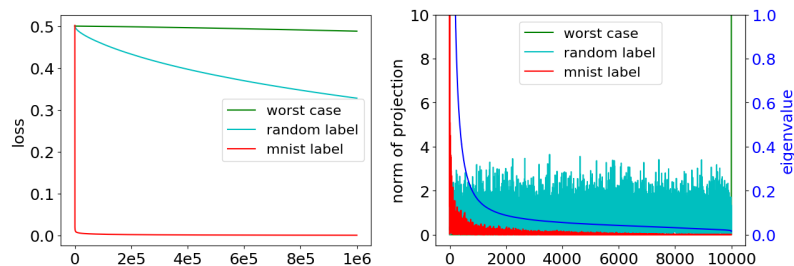 0.5
0.4
0.3
0.2
0.1
0.0
loss
0 2e5 4e5 6e5 8e5 1e6
worst case
random label
mnist label
10
8
6
4
2
0
norm of projection
0 2000 4000 6000 8000 10000
worst case
random label
mnist label
1.0
0.8
0.6
0.4
0.2
0.0
eigenvalue